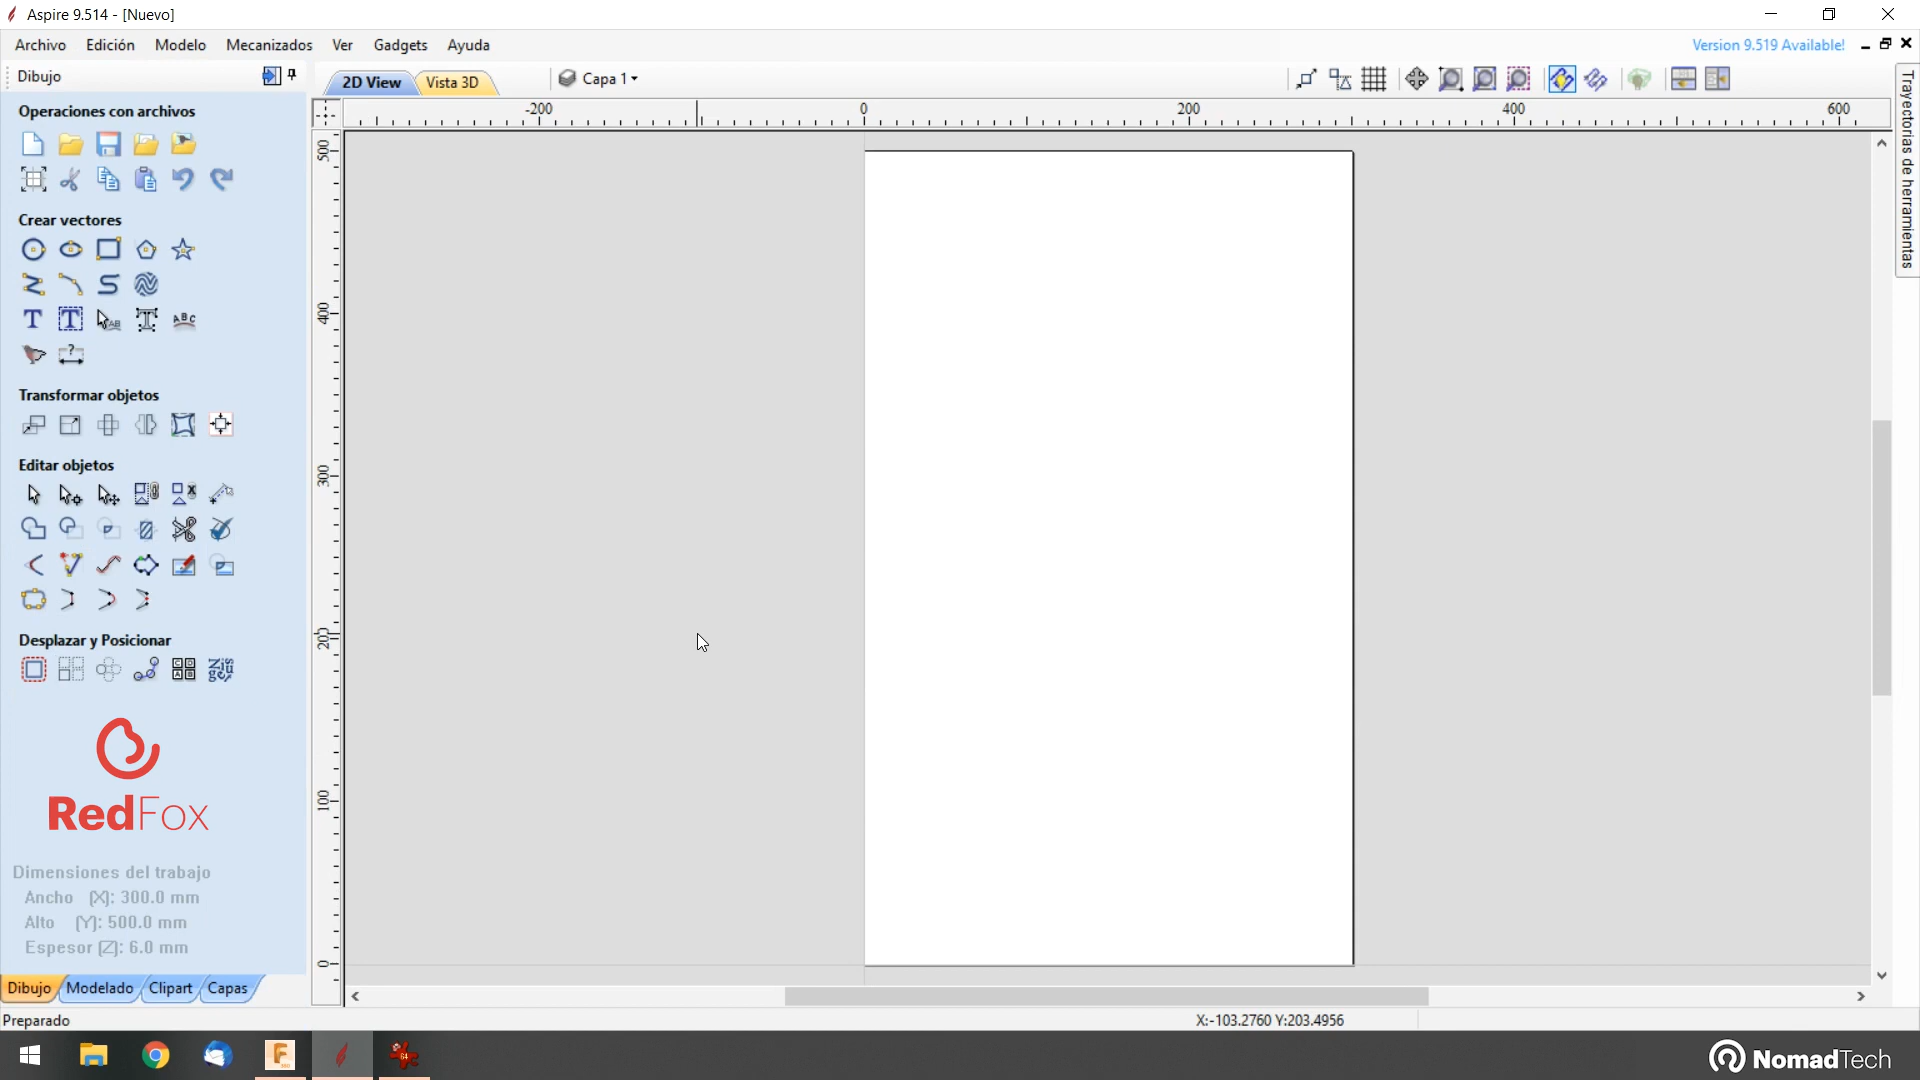 Aspire 9.514 - [Nuevo]
Archivo Edición Modelo Mecanizados Ver Gadgets Ayuda
Version 9.519 Available!
Dibujo
2D View Vista 3D
Capa 1
Operaciones con archivos
-200 0 200 400 600
Crear vectores
T T AB T ABC
?
Transformar objetos
Editar objetos
Desplazar y Posicionar
RedFox
Dimensiones del trabajo
Ancho (X): 300.0 mm
Alto (Y): 500.0 mm
Espesor (Z): 6.0 mm
500
400
300
200
100
0
Trayectorias de herramientas
Dibujo Modelado Clipart Capas
Preparado
X:-103.2760 Y:203.4956
64
NomadTech